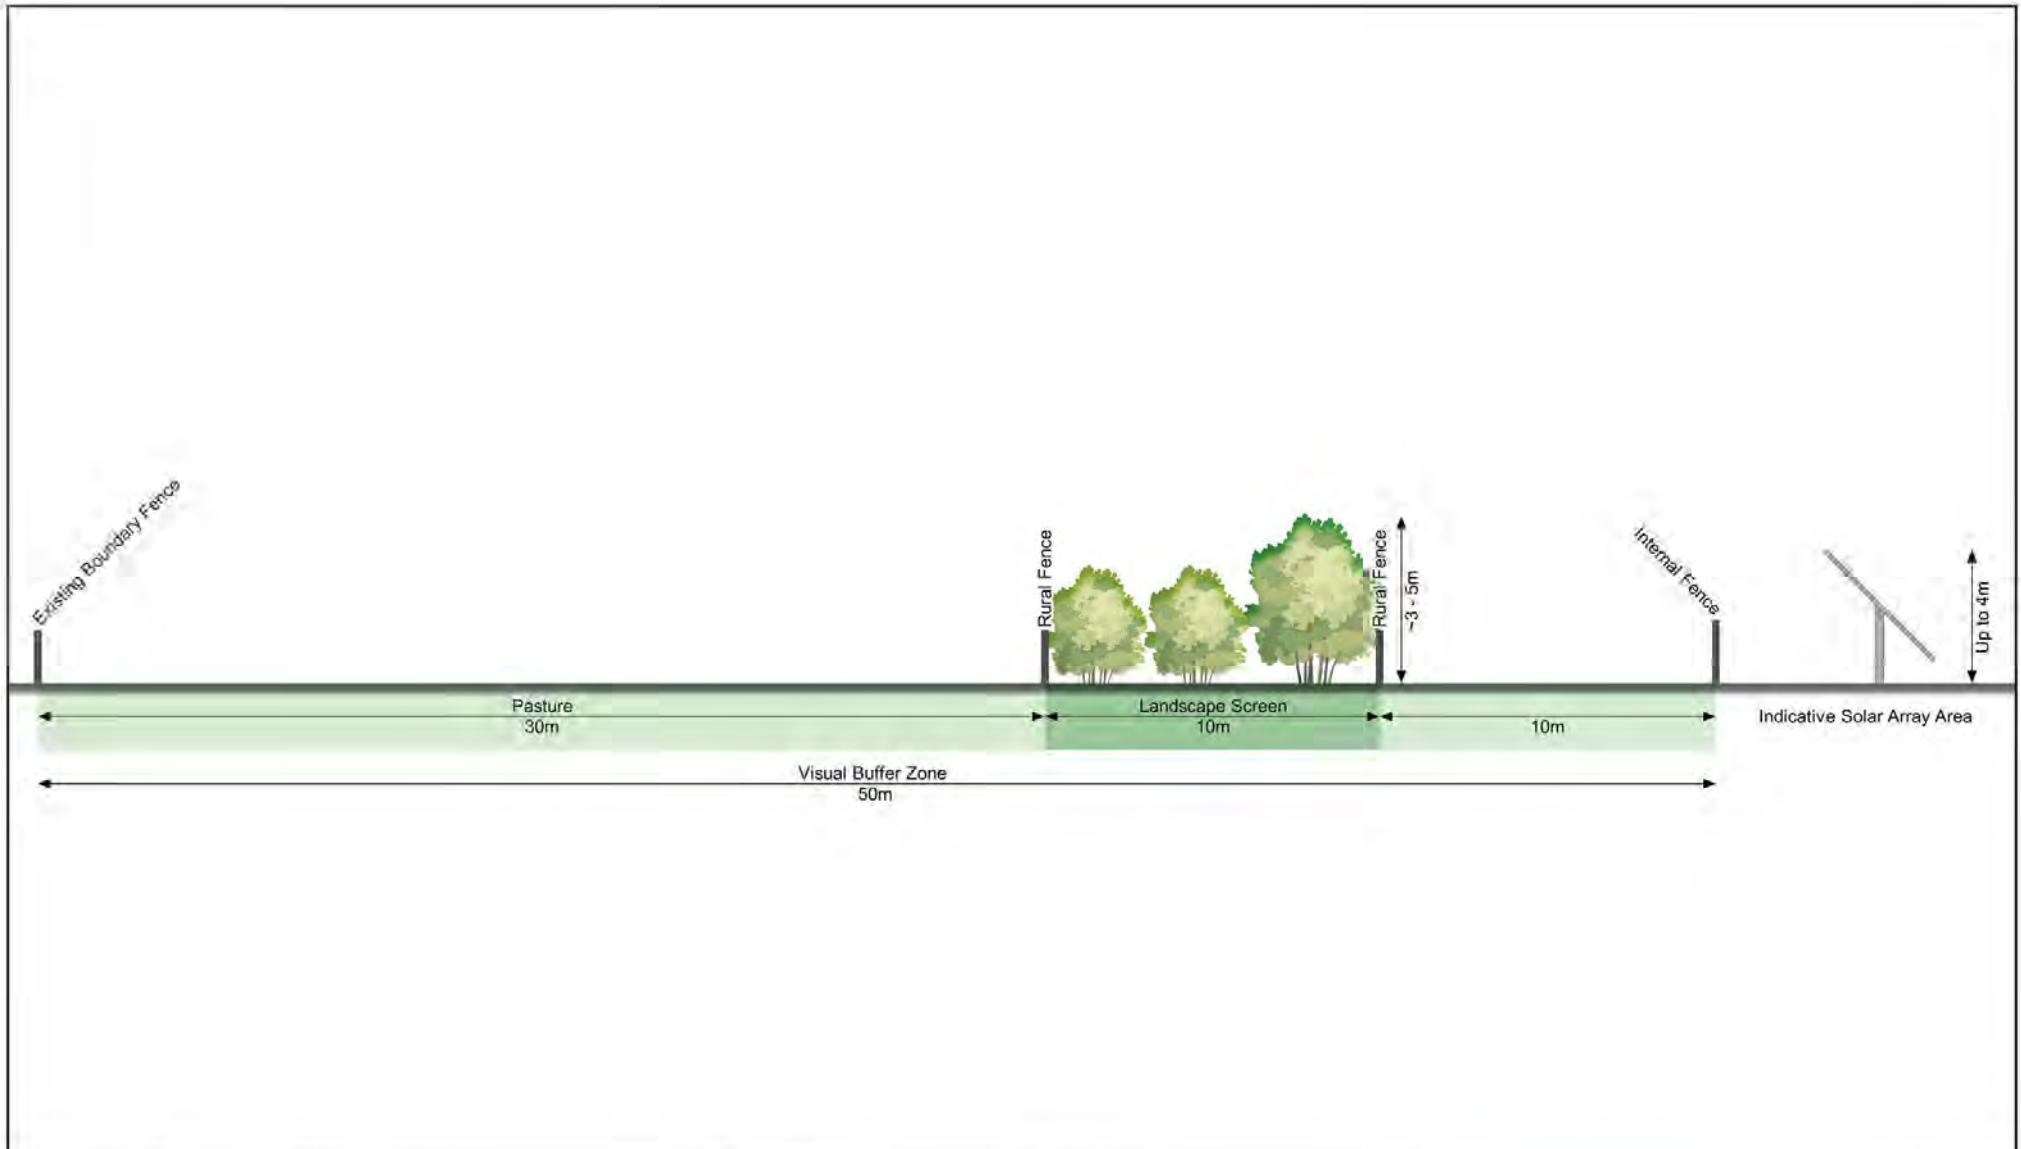 Existing Boundary Fence
Rural Fence
Rural Fence
~3 - 5m
Internal Fence
Up to 4m
Pasture
30m
Landscape Screen
10m
10m
Indicative Solar Array Area
Visual Buffer Zone
50m